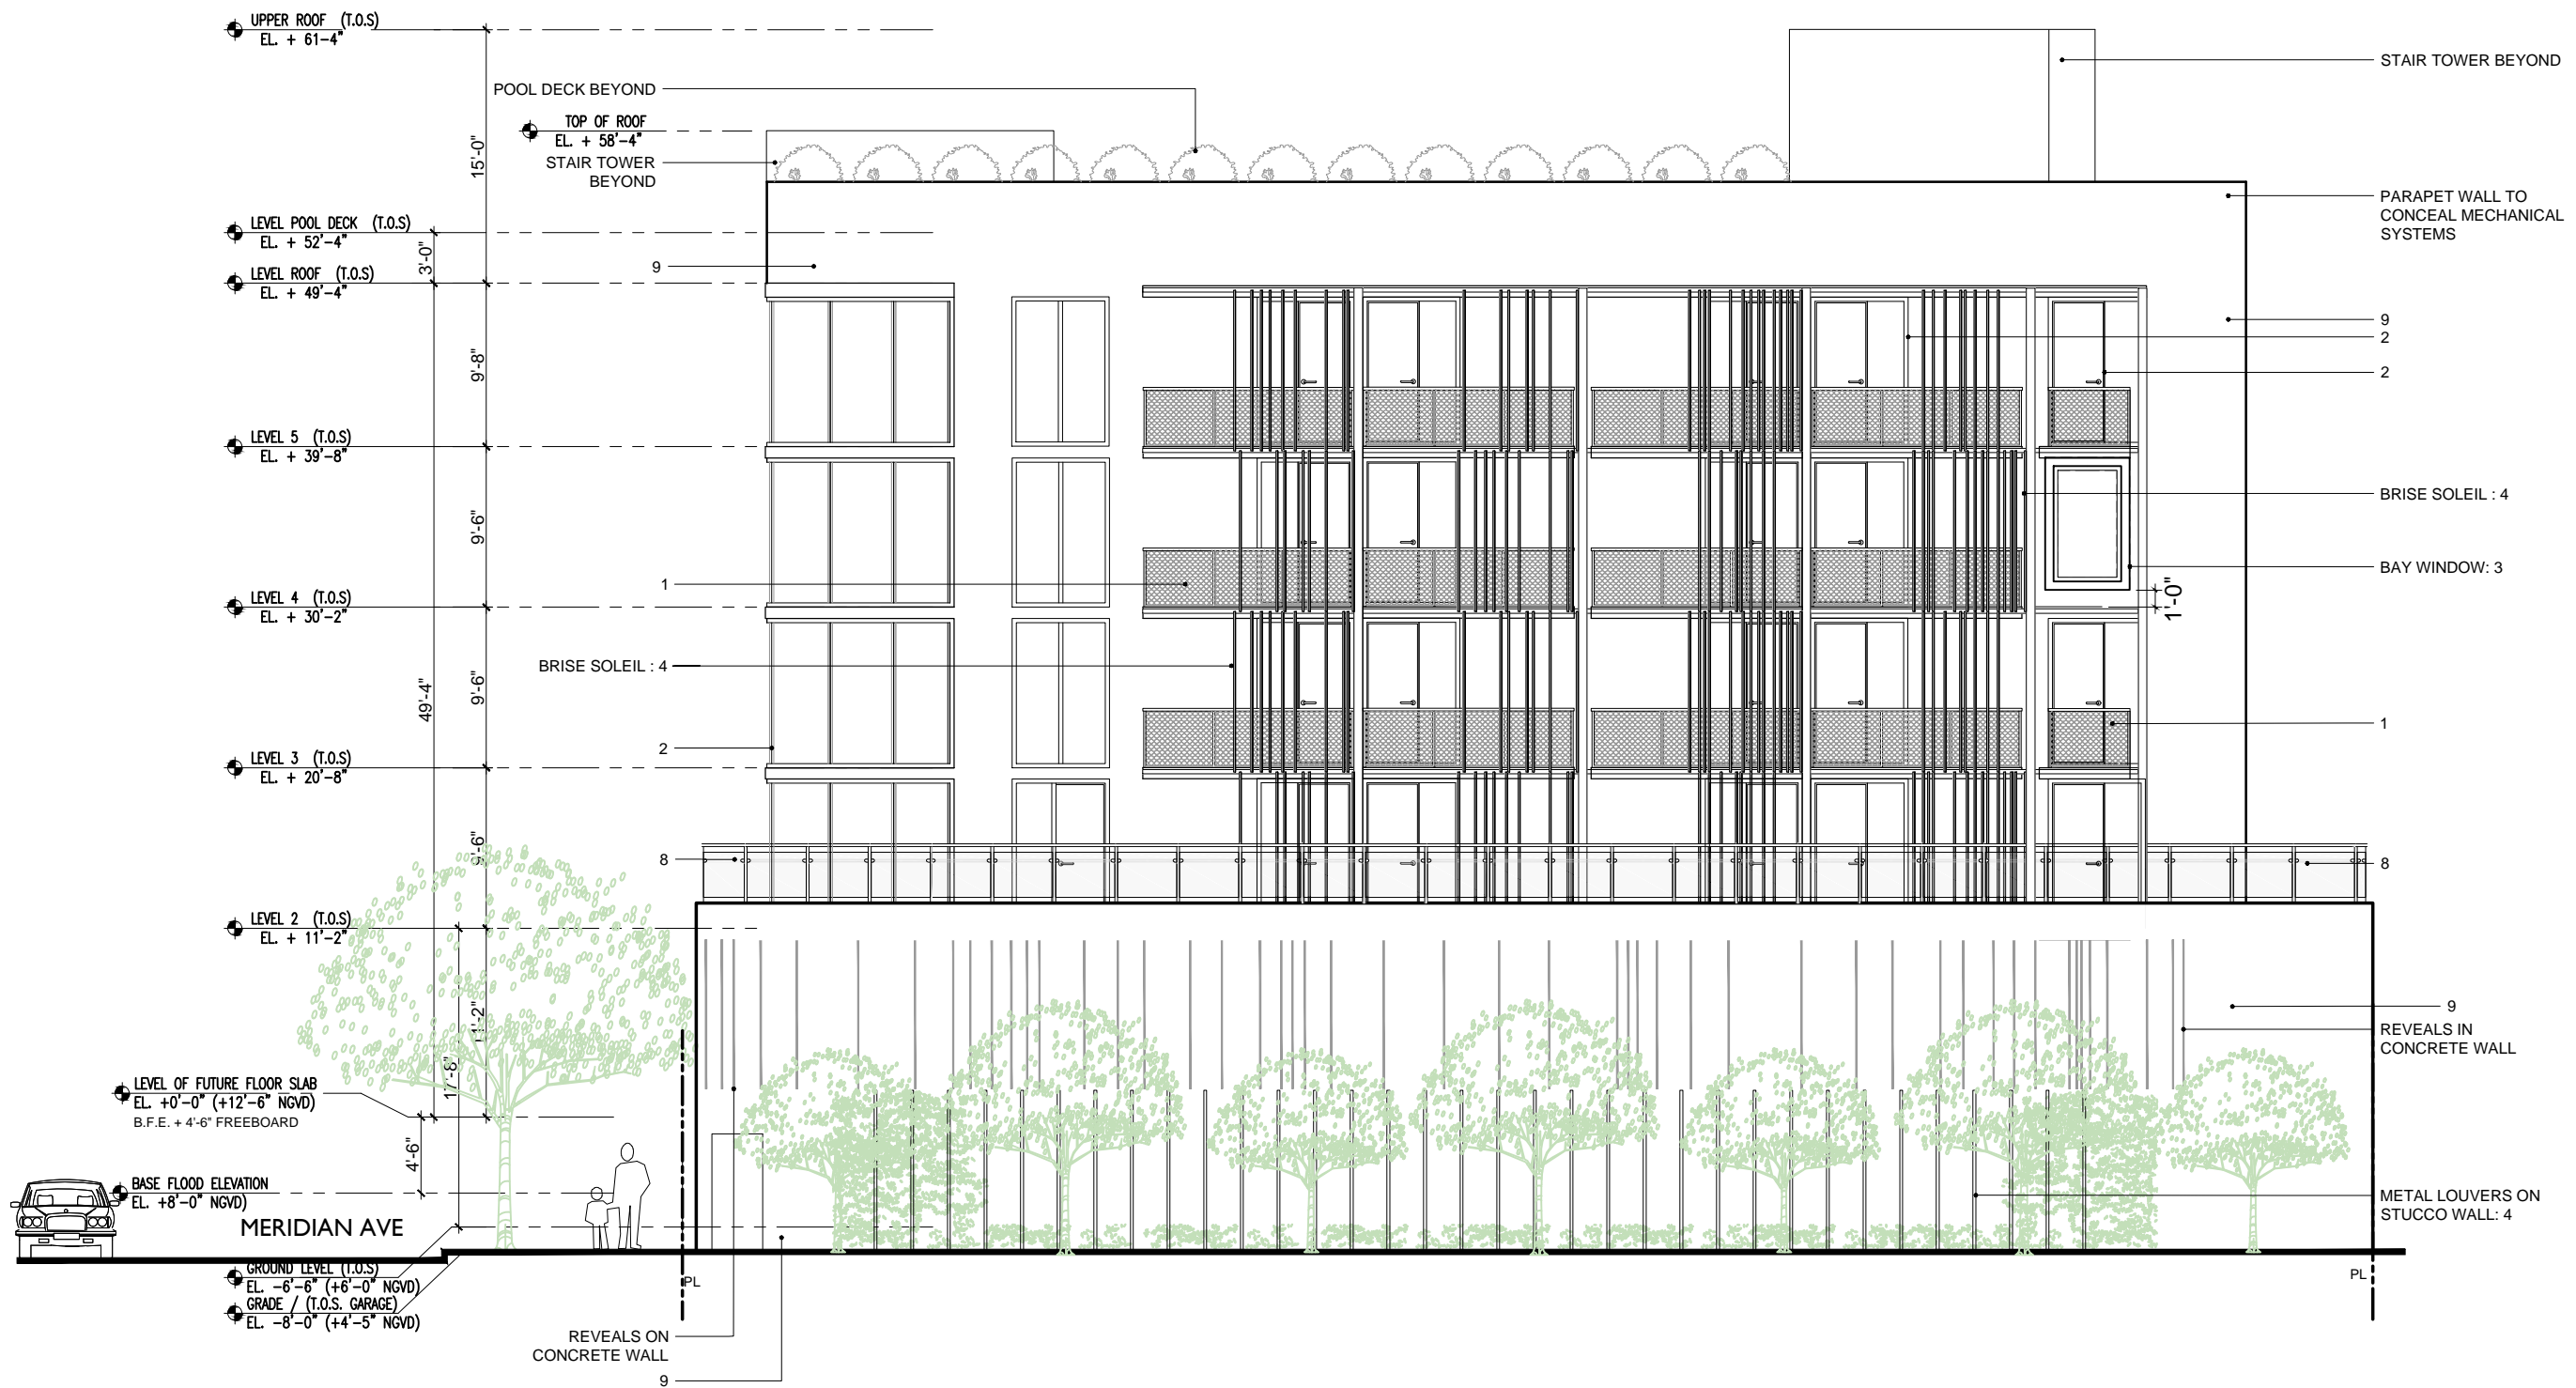 UPPER ROOF (T.O.S)
EL. + 61-4"
STAIR TOWER BEYOND
POOL DECK BEYOND
TOP OF ROOF
EL. + 58'-4"
STAIR TOWER
BEYOND
15'-0"
PARAPET WALL TO
CONCEAL MECHANICAL
SYSTEMS
LEVEL POOL DECK (T.O.S)
EL. + 52'-4"
3'-0"
9
LEVEL ROOF (T.O.S)
EL. + 49'-4"
9
2
2
9'-8"
LEVEL 5 (T.O.S)
EL. + 39'-8"
BRISE SOLEIL : 4
9'-6"
BAY WINDOW: 3
1
1'-0"
LEVEL 4 (T.O.S)
EL. + 30'-2"
BRISE SOLEIL : 4
9'-6"
49'-4"
1
2
LEVEL 3 (T.O.S)
EL. + 20'-8"
9'-6"
8
8
LEVEL 2 (T.O.S)
EL. + 11'-2"
11'-2"
9
REVEALS IN
CONCRETE WALL
17'-8"
LEVEL OF FUTURE FLOOR SLAB
EL. +0'-0" (+12'-6" NGVD)
B.F.E. + 4'-6" FREEBOARD
4'-6"
BASE FLOOD ELEVATION
EL. +8'-0" NGVD)
METAL LOUVERS ON
STUCCO WALL: 4
MERIDIAN AVE
GROUND LEVEL (T.O.S)
EL. -6'-6" (+6'-0" NGVD)
GRADE / (T.O.S. GARAGE)
EL. -8'-0" (+4'-5" NGVD)
PL
PL
REVEALS ON
CONCRETE WALL
9